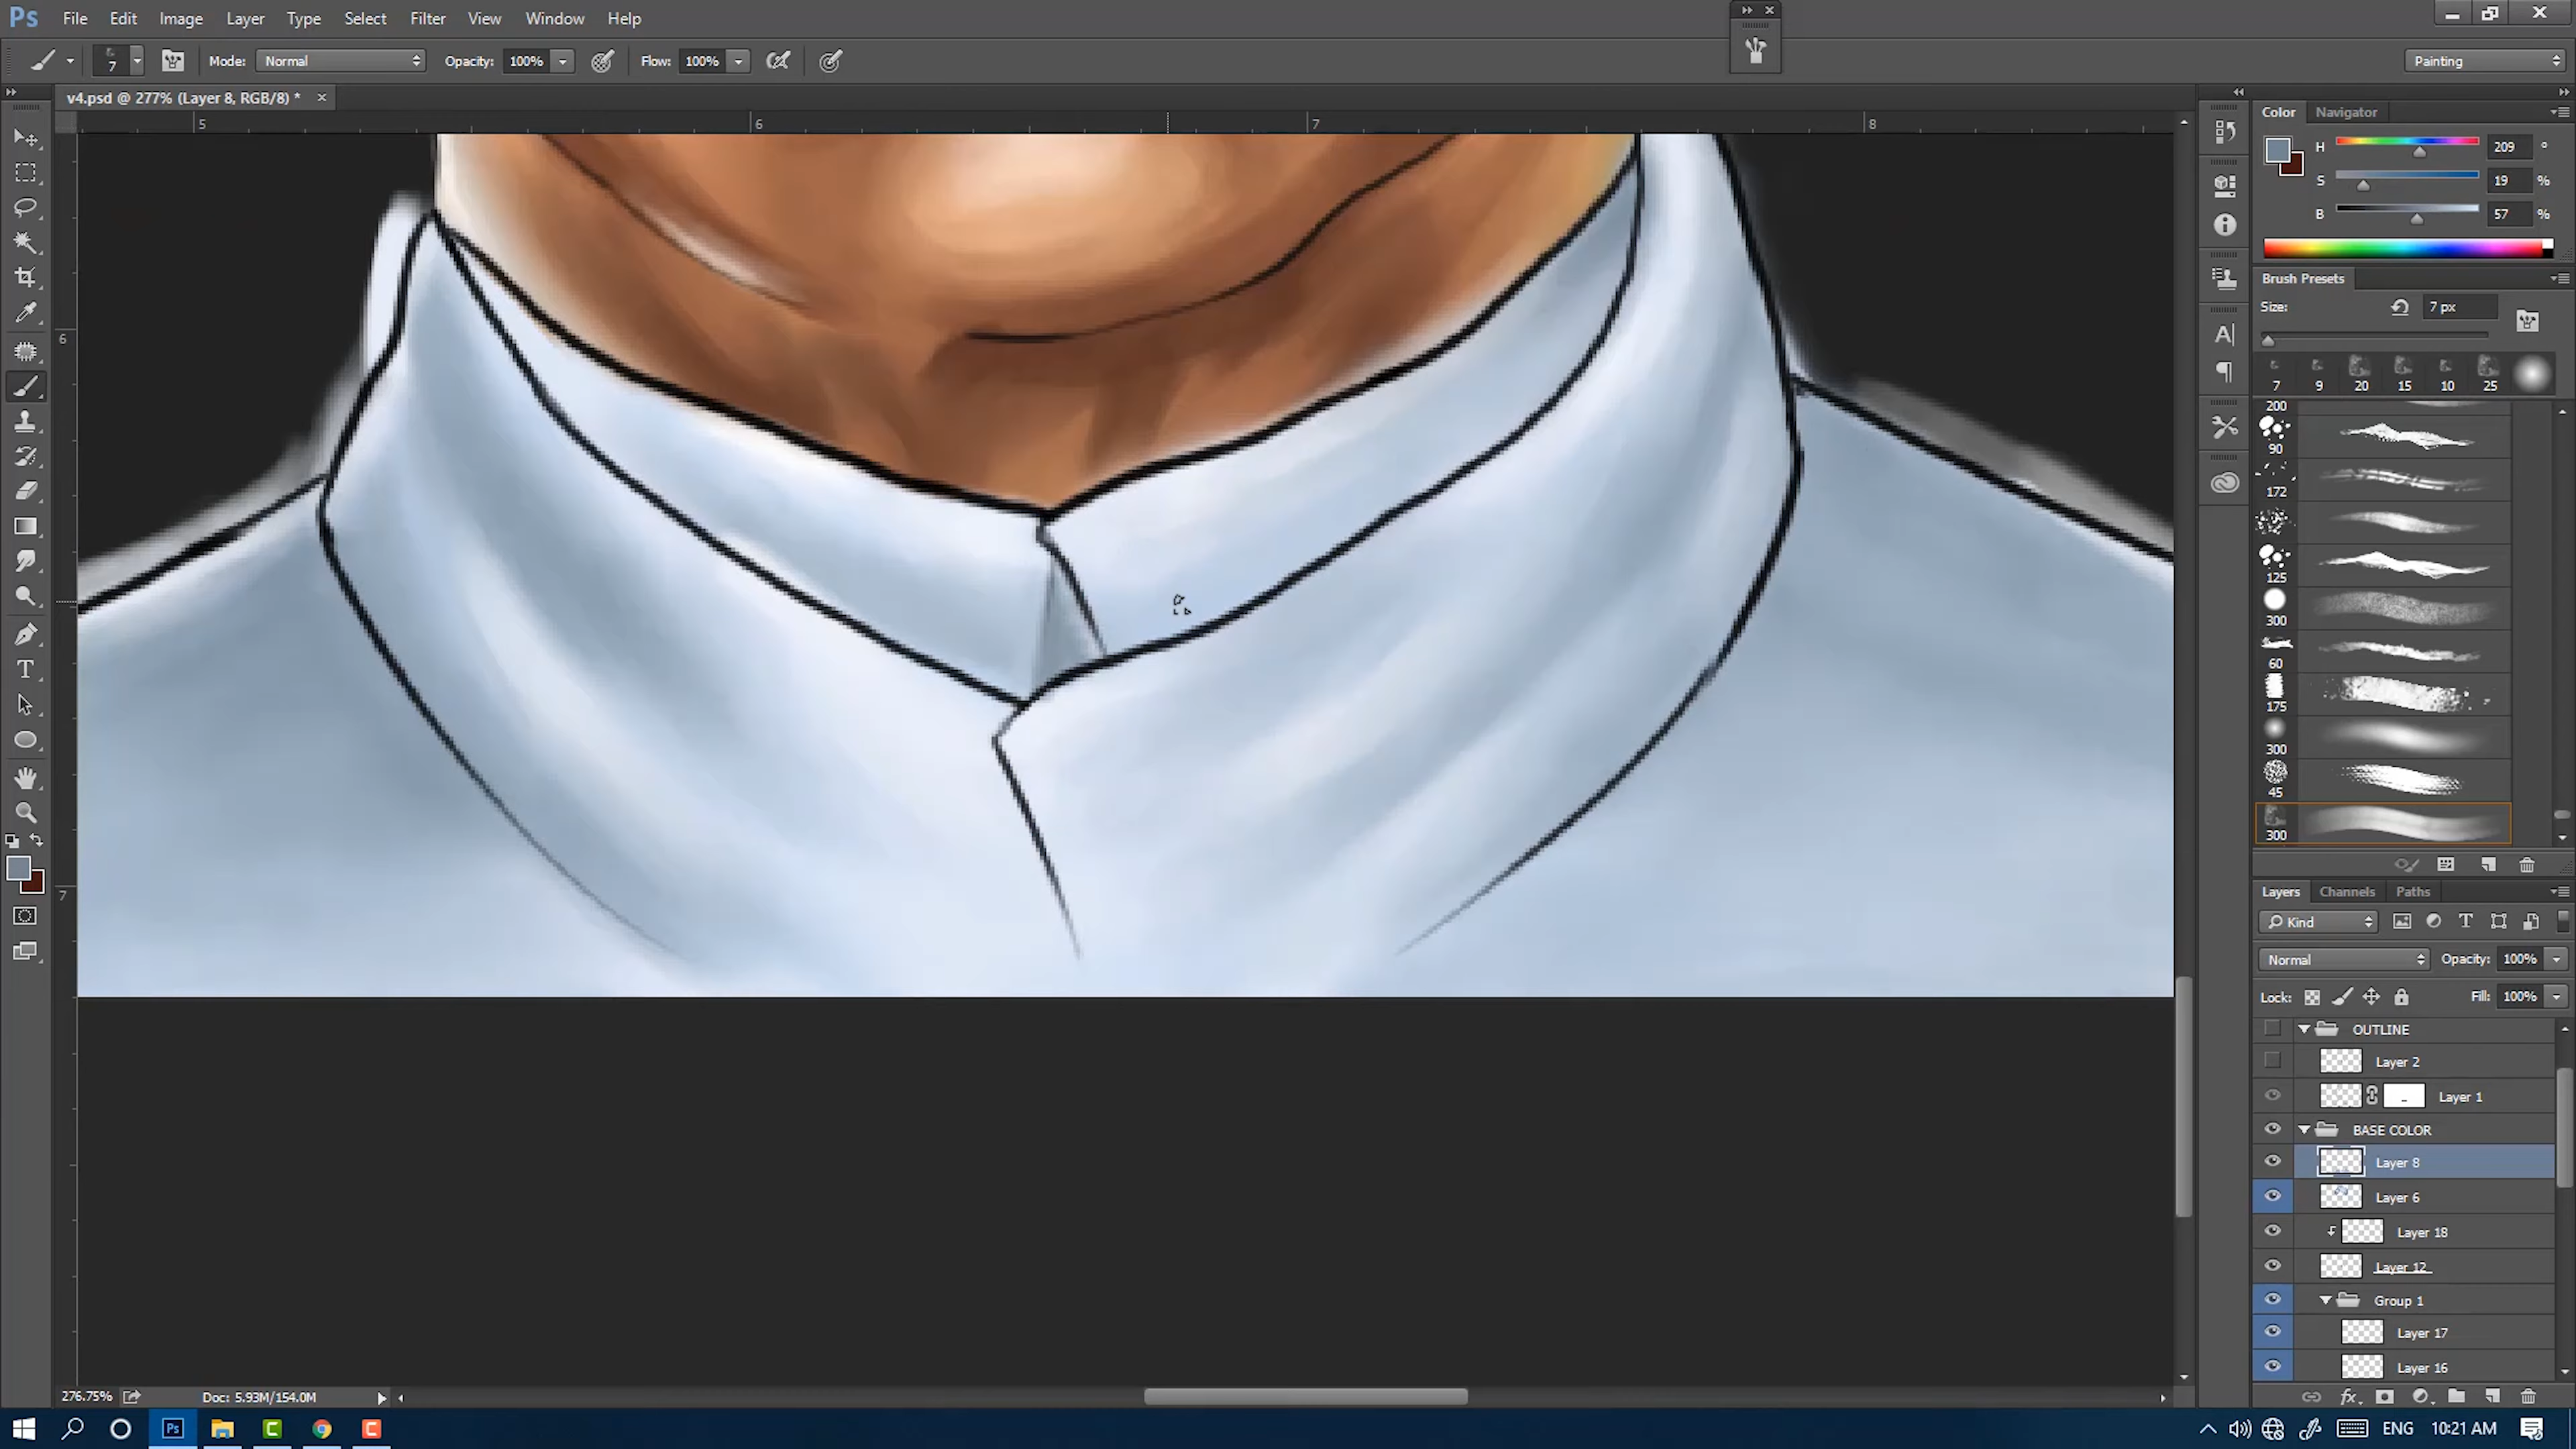 Ps File Edit Image Layer Type Select Filter View Window Help
7 Mode: Normal Opacity: 100% Flow: 100% Painting
v4.psd @ 277% (Layer 8, RGB/8) * ×
5 6 7 8
6
7
Color Navigator
H 209 °
S 19 %
B 57 %
Brush Presets
Size: 7 px
7 9 20 15 10 25
200
90
172
125
300
60
175
300
45
300
Layers Channels Paths
Kind
Normal Opacity: 100%
Lock: Fill: 100%
OUTLINE
Layer 2
Layer 1
BASE COLOR
Layer 8
Layer 6
Layer 18
Layer 12
Group 1
Layer 17
Layer 16
276.75% Doc: 5.93M/154.0M
Ps C C ENG 10:21 AM